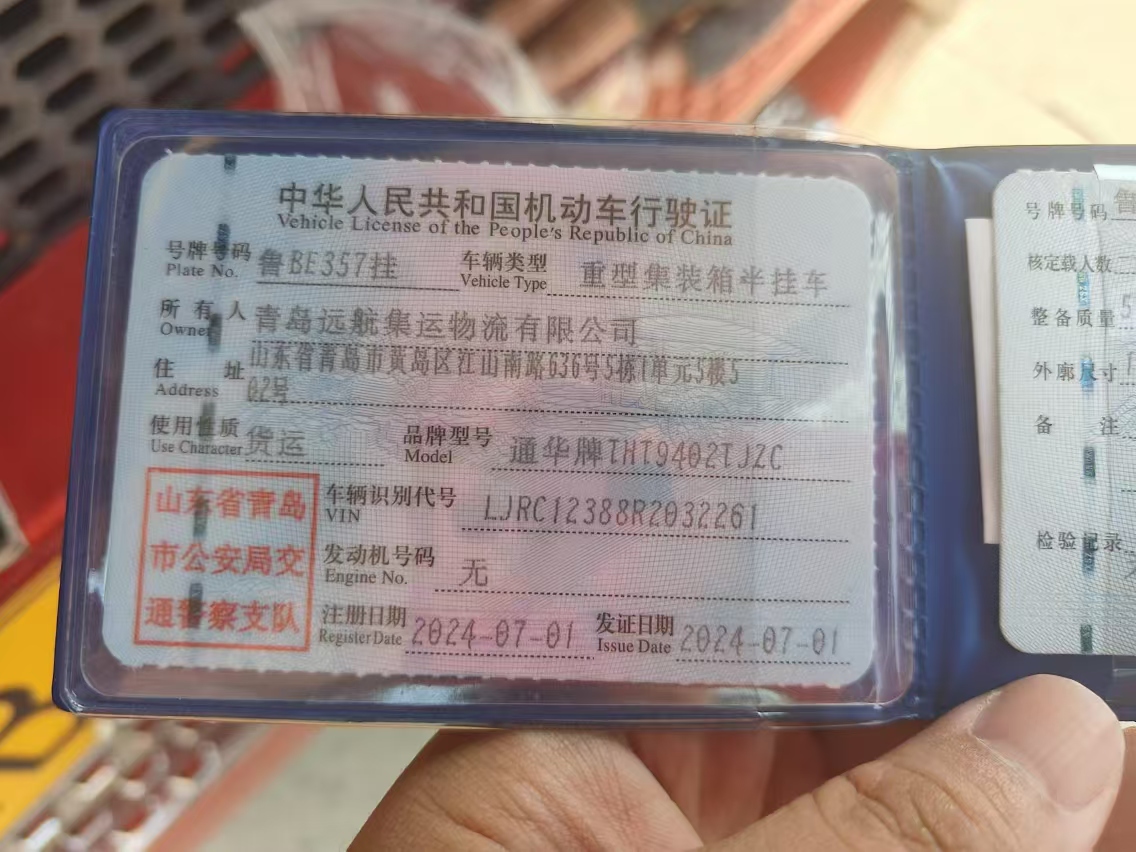 中华人民共和国机动车行驶证
Vehicle License of the People's Republic of China
号牌号码 鲁BE357挂 车辆类型 重型集装箱半挂车
Plate No. Vehicle Type
所有人 青岛远航集运物流有限公司
Owner
住址 山东省青岛市黄岛区江山南路636号5栋1单元5楼5
Address 02号
使用性质 货运 品牌型号 通华牌THT9402TJZC
Use Character Model
山东省青岛
市公安局交
通警察支队
车辆识别代号 LJRC12388R2032261
VIN
发动机号码 无
Engine No.
注册日期 2024-07-01 发证日期 2024-07-01
Register Date Issue Date
号牌号码 鲁
核定载人数
整备质量 5
外廓尺寸
备注
检验记录